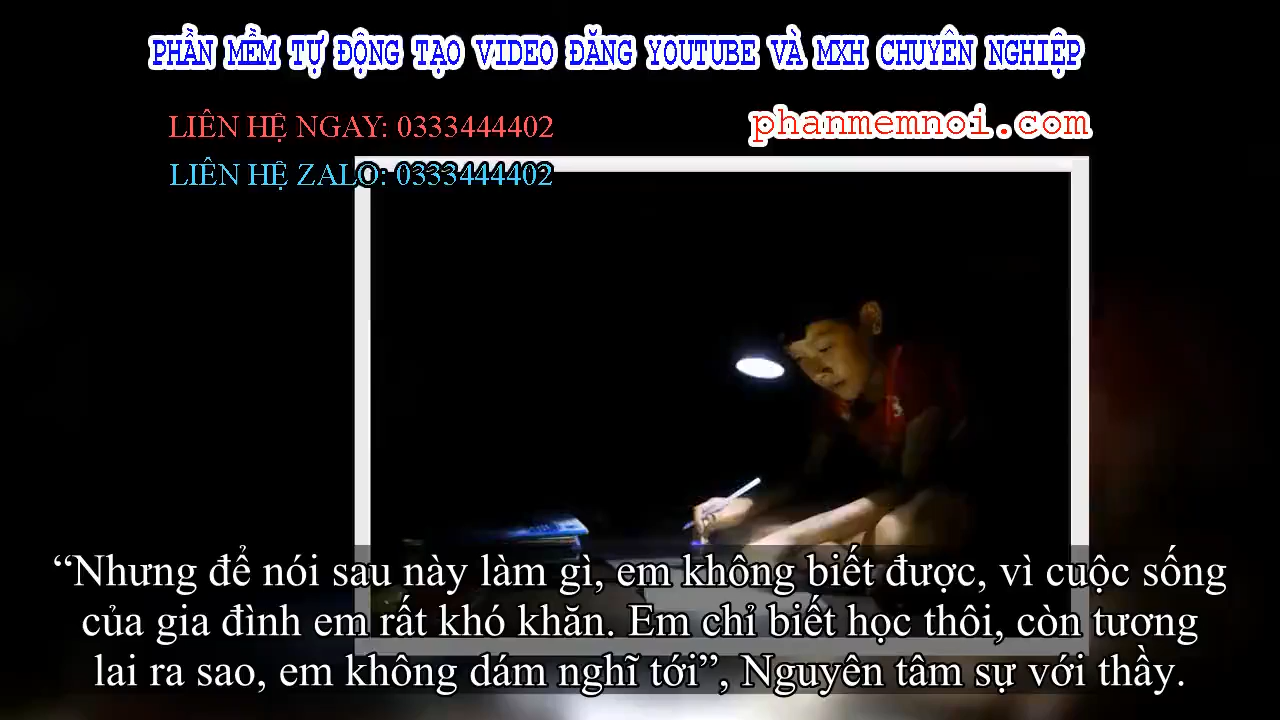 PHẦN MỀM TỰ ĐỘNG TẠO VIDEO ĐĂNG YOUTUBE VÀ MXH CHUYÊN NGHIỆP
LIÊN HỆ NGAY: 0333444402
phanmemnoi.com
LIÊN HỆ ZALO: 0333444402
“Nhưng để nói sau này làm gì, em không biết được, vì cuộc sống
của gia đình em rất khó khăn. Em chỉ biết học thôi, còn tương
lai ra sao, em không dám nghĩ tới”, Nguyên tâm sự với thầy.